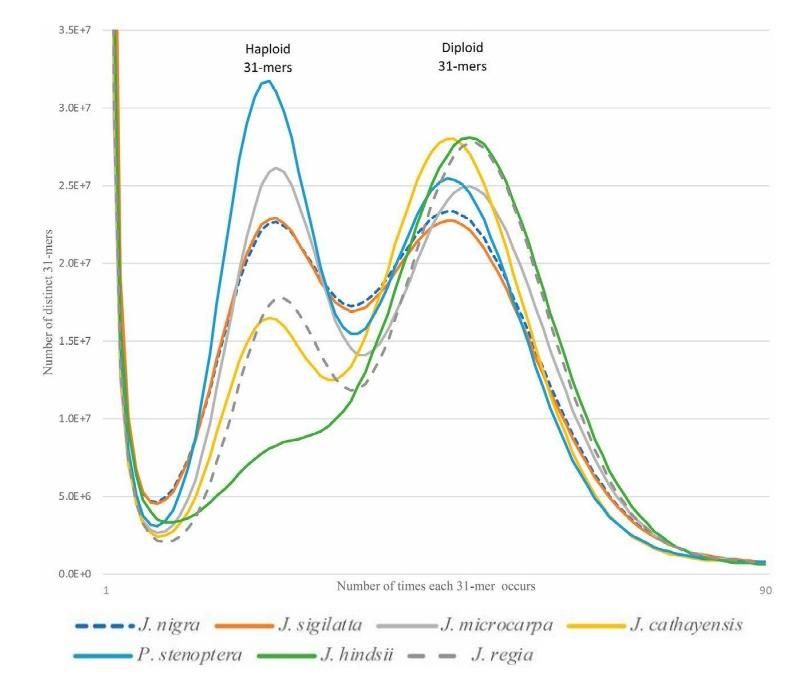 3.5E+7
Haploid
31-mers
Diploid
31-mers
3.0E+7
2.5E+7
2.0E+7
1.5E+7
1.0E+7
5.0E+6
0.0E+0
Number of distinct 31-mers
1
Number of times each 31-mer occurs
90
J. nigra J. sigilatta J. microcarpa J. cathayensis
P. stenoptera J. hindsii J. regia